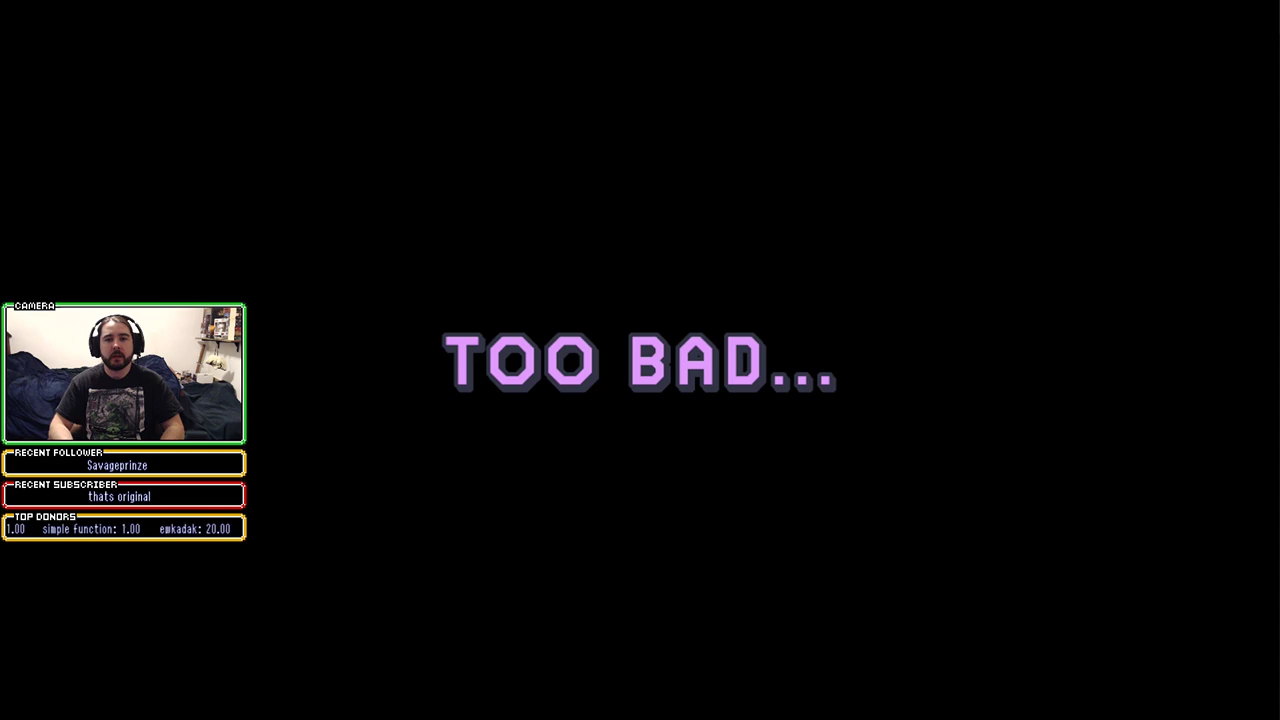 CAMERA
TOO BAD...
RECENT FOLLOWER
Savageprinze
RECENT SUBSCRIBER
thats original
TOP DONORS
1.00 simple function: 1.00 ewkadak: 20.00